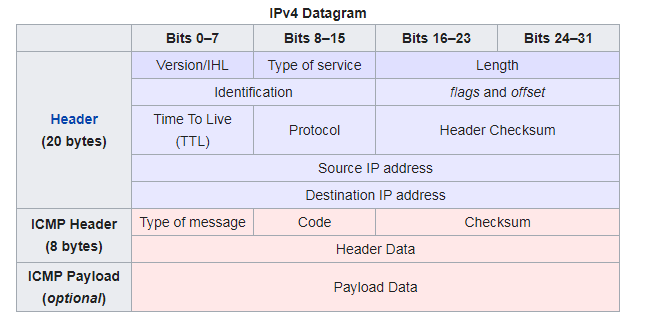 IPv4 Datagram
Bits 0–7 Bits 8–15 Bits 16–23 Bits 24–31
Header
(20 bytes)
Version/IHL Type of service Length
Identification flags and offset
Time To Live
(TTL)
Protocol Header Checksum
Source IP address
Destination IP address
ICMP Header
(8 bytes)
Type of message Code Checksum
Header Data
ICMP Payload
(optional)
Payload Data